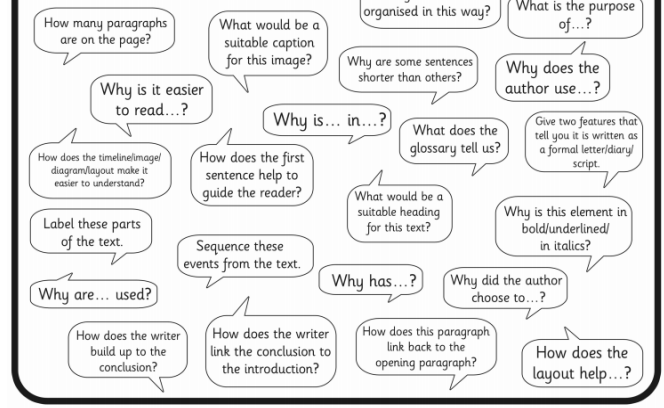 organised in this way?
What is the purpose
of…?
How many paragraphs
are on the page?
What would be a
suitable caption
for this image?
Why are some sentences
shorter than others?
Why does the
author use…?
Why is it easier
to read…?
Why is… in…?
What does the
glossary tell us?
Give two features that
tell you it is written as
a formal letter/diary/
script.
How does the timeline/image/
diagram/layout make it
easier to understand?
How does the first
sentence help to
guide the reader?
What would be a
suitable heading
for this text?
Why is this element in
bold/underlined/
in italics?
Label these parts
of the text.
Sequence these
events from the text.
Why has…?
Why did the author
choose to…?
Why are… used?
How does the writer
build up to the
conclusion?
How does the writer
link the conclusion to
the introduction?
How does this paragraph
link back to the
opening paragraph?
How does the
layout help…?